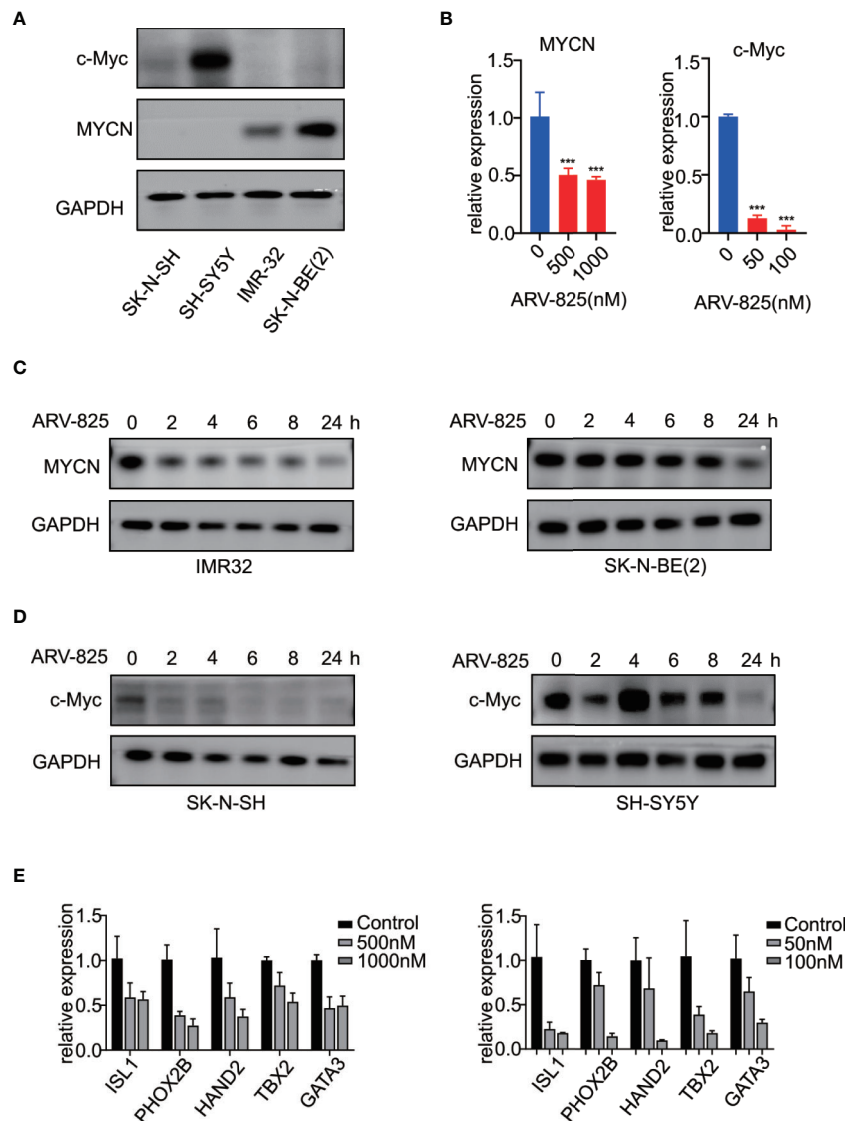 A
c-Myc
MYCN
GAPDH
SK-N-SH
SH-SY5Y
IMR-32
SK-N-BE(2)
B
MYCN
relative expression
1.5
1.0
0.5
0.0
***
***
0
500
1000
ARV-825(nM)
c-Myc
relative expression
1.5
1.0
0.5
0.0
***
***
0
50
100
ARV-825(nM)
C
ARV-825 0 2 4 6 8 24 h
MYCN
GAPDH
IMR32
ARV-825 0 2 4 6 8 24 h
MYCN
GAPDH
SK-N-BE(2)
D
ARV-825 0 2 4 6 8 24 h
c-Myc
GAPDH
SK-N-SH
ARV-825 0 2 4 6 8 24 h
c-Myc
GAPDH
SH-SY5Y
E
relative expression
1.5
1.0
0.5
0.0
Control
500nM
1000nM
ISL1
PHOX2B
HAND2
TBX2
GATA3
relative expression
1.5
1.0
0.5
0.0
Control
50nM
100nM
ISL1
PHOX2B
HAND2
TBX2
GATA3